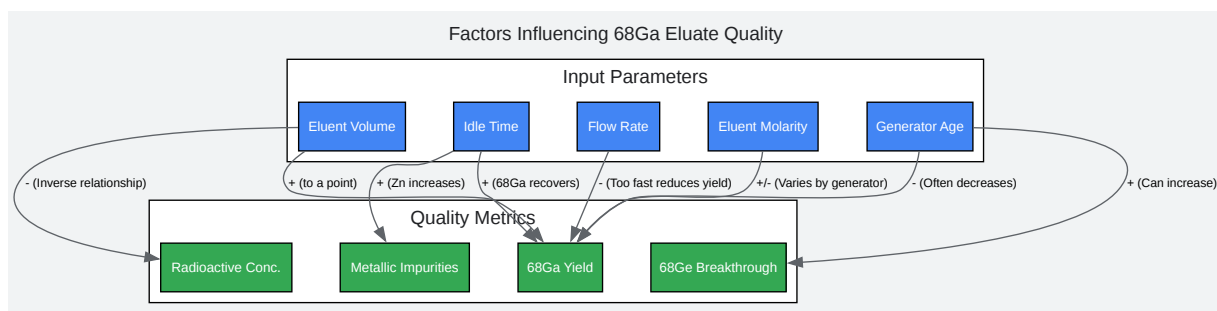 Factors Influencing 68Ga Eluate Quality
Input Parameters
Eluent Volume
Idle Time
Flow Rate
Eluent Molarity
Generator Age
- (Inverse relationship)
+ (to a point)
+ (Zn increases)
+ (68Ga recovers)
- (Too fast reduces yield)
+/- (Varies by generator)
- (Often decreases)
+ (Can increase)
Quality Metrics
Radioactive Conc.
Metallic Impurities
68Ga Yield
68Ge Breakthrough